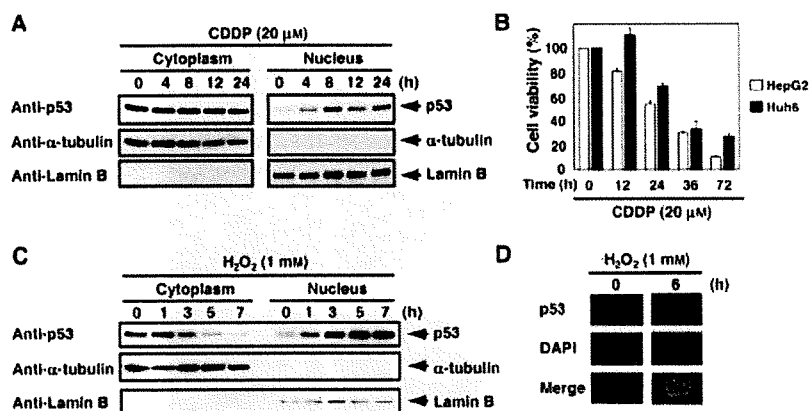 A
CDDP (20 µM)
Cytoplasm Nucleus
0 4 8 12 24 0 4 8 12 24 (h)
Anti-p53 p53
Anti-α-tubulin α-tubulin
Anti-Lamin B Lamin B
B
Cell viability (%)
100
80
60
40
20
0
HepG2
Huh6
Time (h) 0 12 24 36 72
CDDP (20 µM)
C
H₂O₂ (1 mM)
Cytoplasm Nucleus
0 1 3 5 7 0 1 3 5 7 (h)
Anti-p53 p53
Anti-α-tubulin α-tubulin
Anti-Lamin B Lamin B
D
H₂O₂ (1 mM)
0 6 (h)
p53
DAPI
Merge